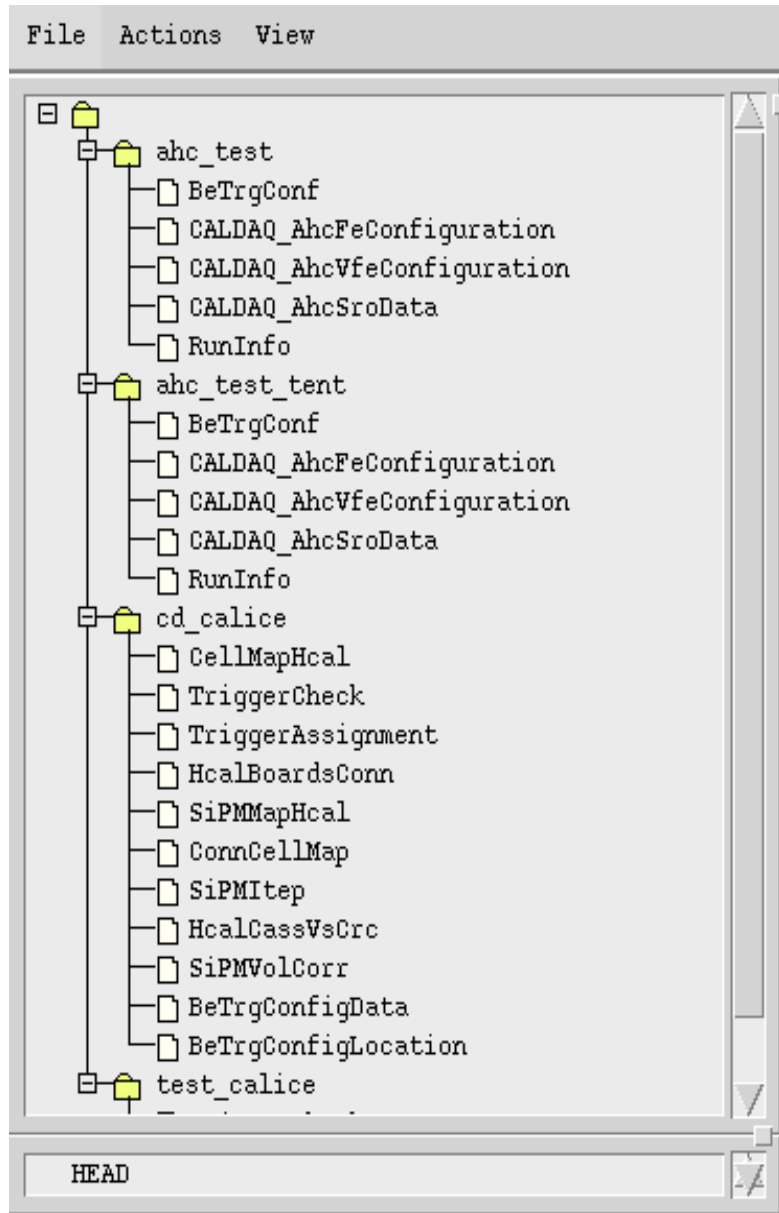 File Actions View
ahc_test
BeTrgConf
CALDAQ_AhcFeConfiguration
CALDAQ_AhcVfeConfiguration
CALDAQ_AhcSroData
RunInfo
ahc_test_tent
BeTrgConf
CALDAQ_AhcFeConfiguration
CALDAQ_AhcVfeConfiguration
CALDAQ_AhcSroData
RunInfo
cd_calice
CellMapHcal
TriggerCheck
TriggerAssignment
HcalBoardsConn
SiPMMapHcal
ConnCellMap
SiPMItep
HcalCassVsCrc
SiPMVolCorr
BeTrgConfigData
BeTrgConfigLocation
test_calice
HEAD